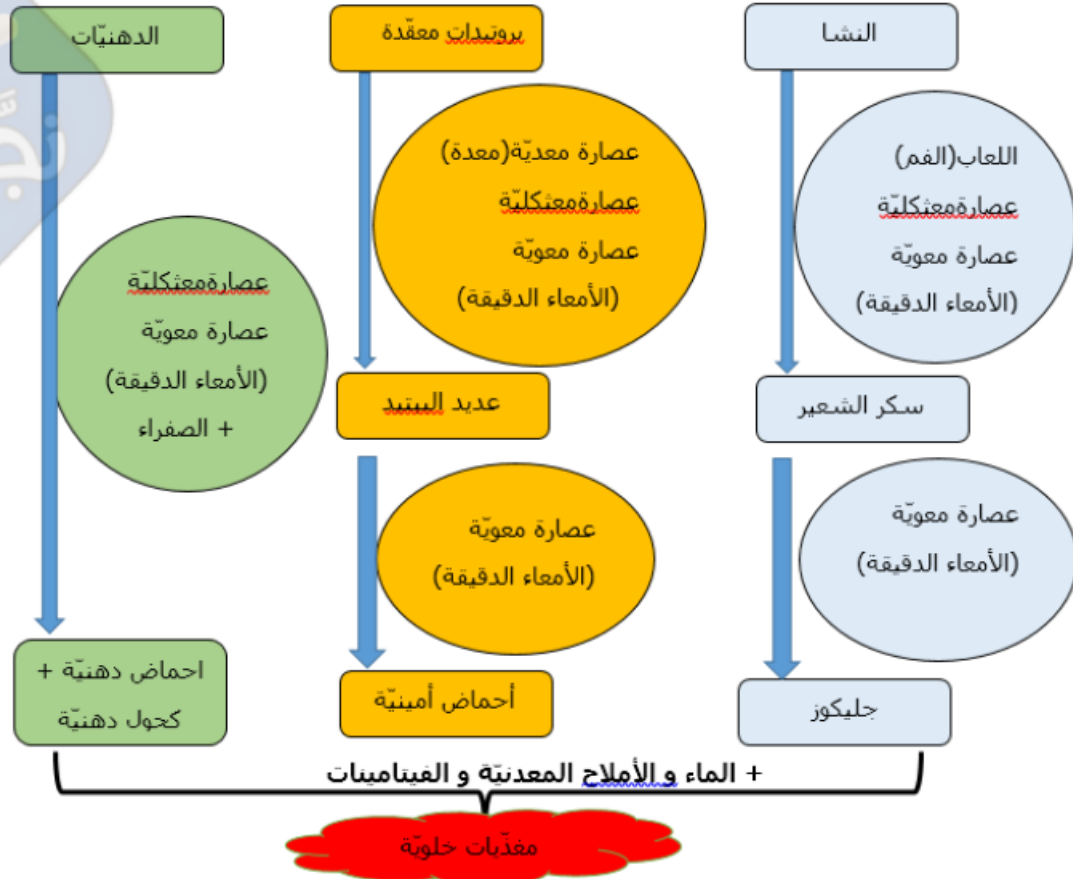 النشا
بروتيدات معقّدة
الدهنيّات
اللعاب(الفم)
عصارةمعثكليّة
عصارة معويّة
(الأمعاء الدقيقة)
عصارة معديّة(معدة)
عصارةمعثكليّة
عصارة معويّة
(الأمعاء الدقيقة)
عصارةمعثكليّة
عصارة معويّة
(الأمعاء الدقيقة)
+ الصفراء
سكر الشعير
عديد الببتيد
عصارة معويّة
(الأمعاء الدقيقة)
عصارة معويّة
(الأمعاء الدقيقة)
جليكوز
أحماض أمينيّة
احماض دهنيّة +
كحول دهنيّة
+ الماء و الأملاح المعدنيّة و الفيتامينات
مغذّيات خلويّة